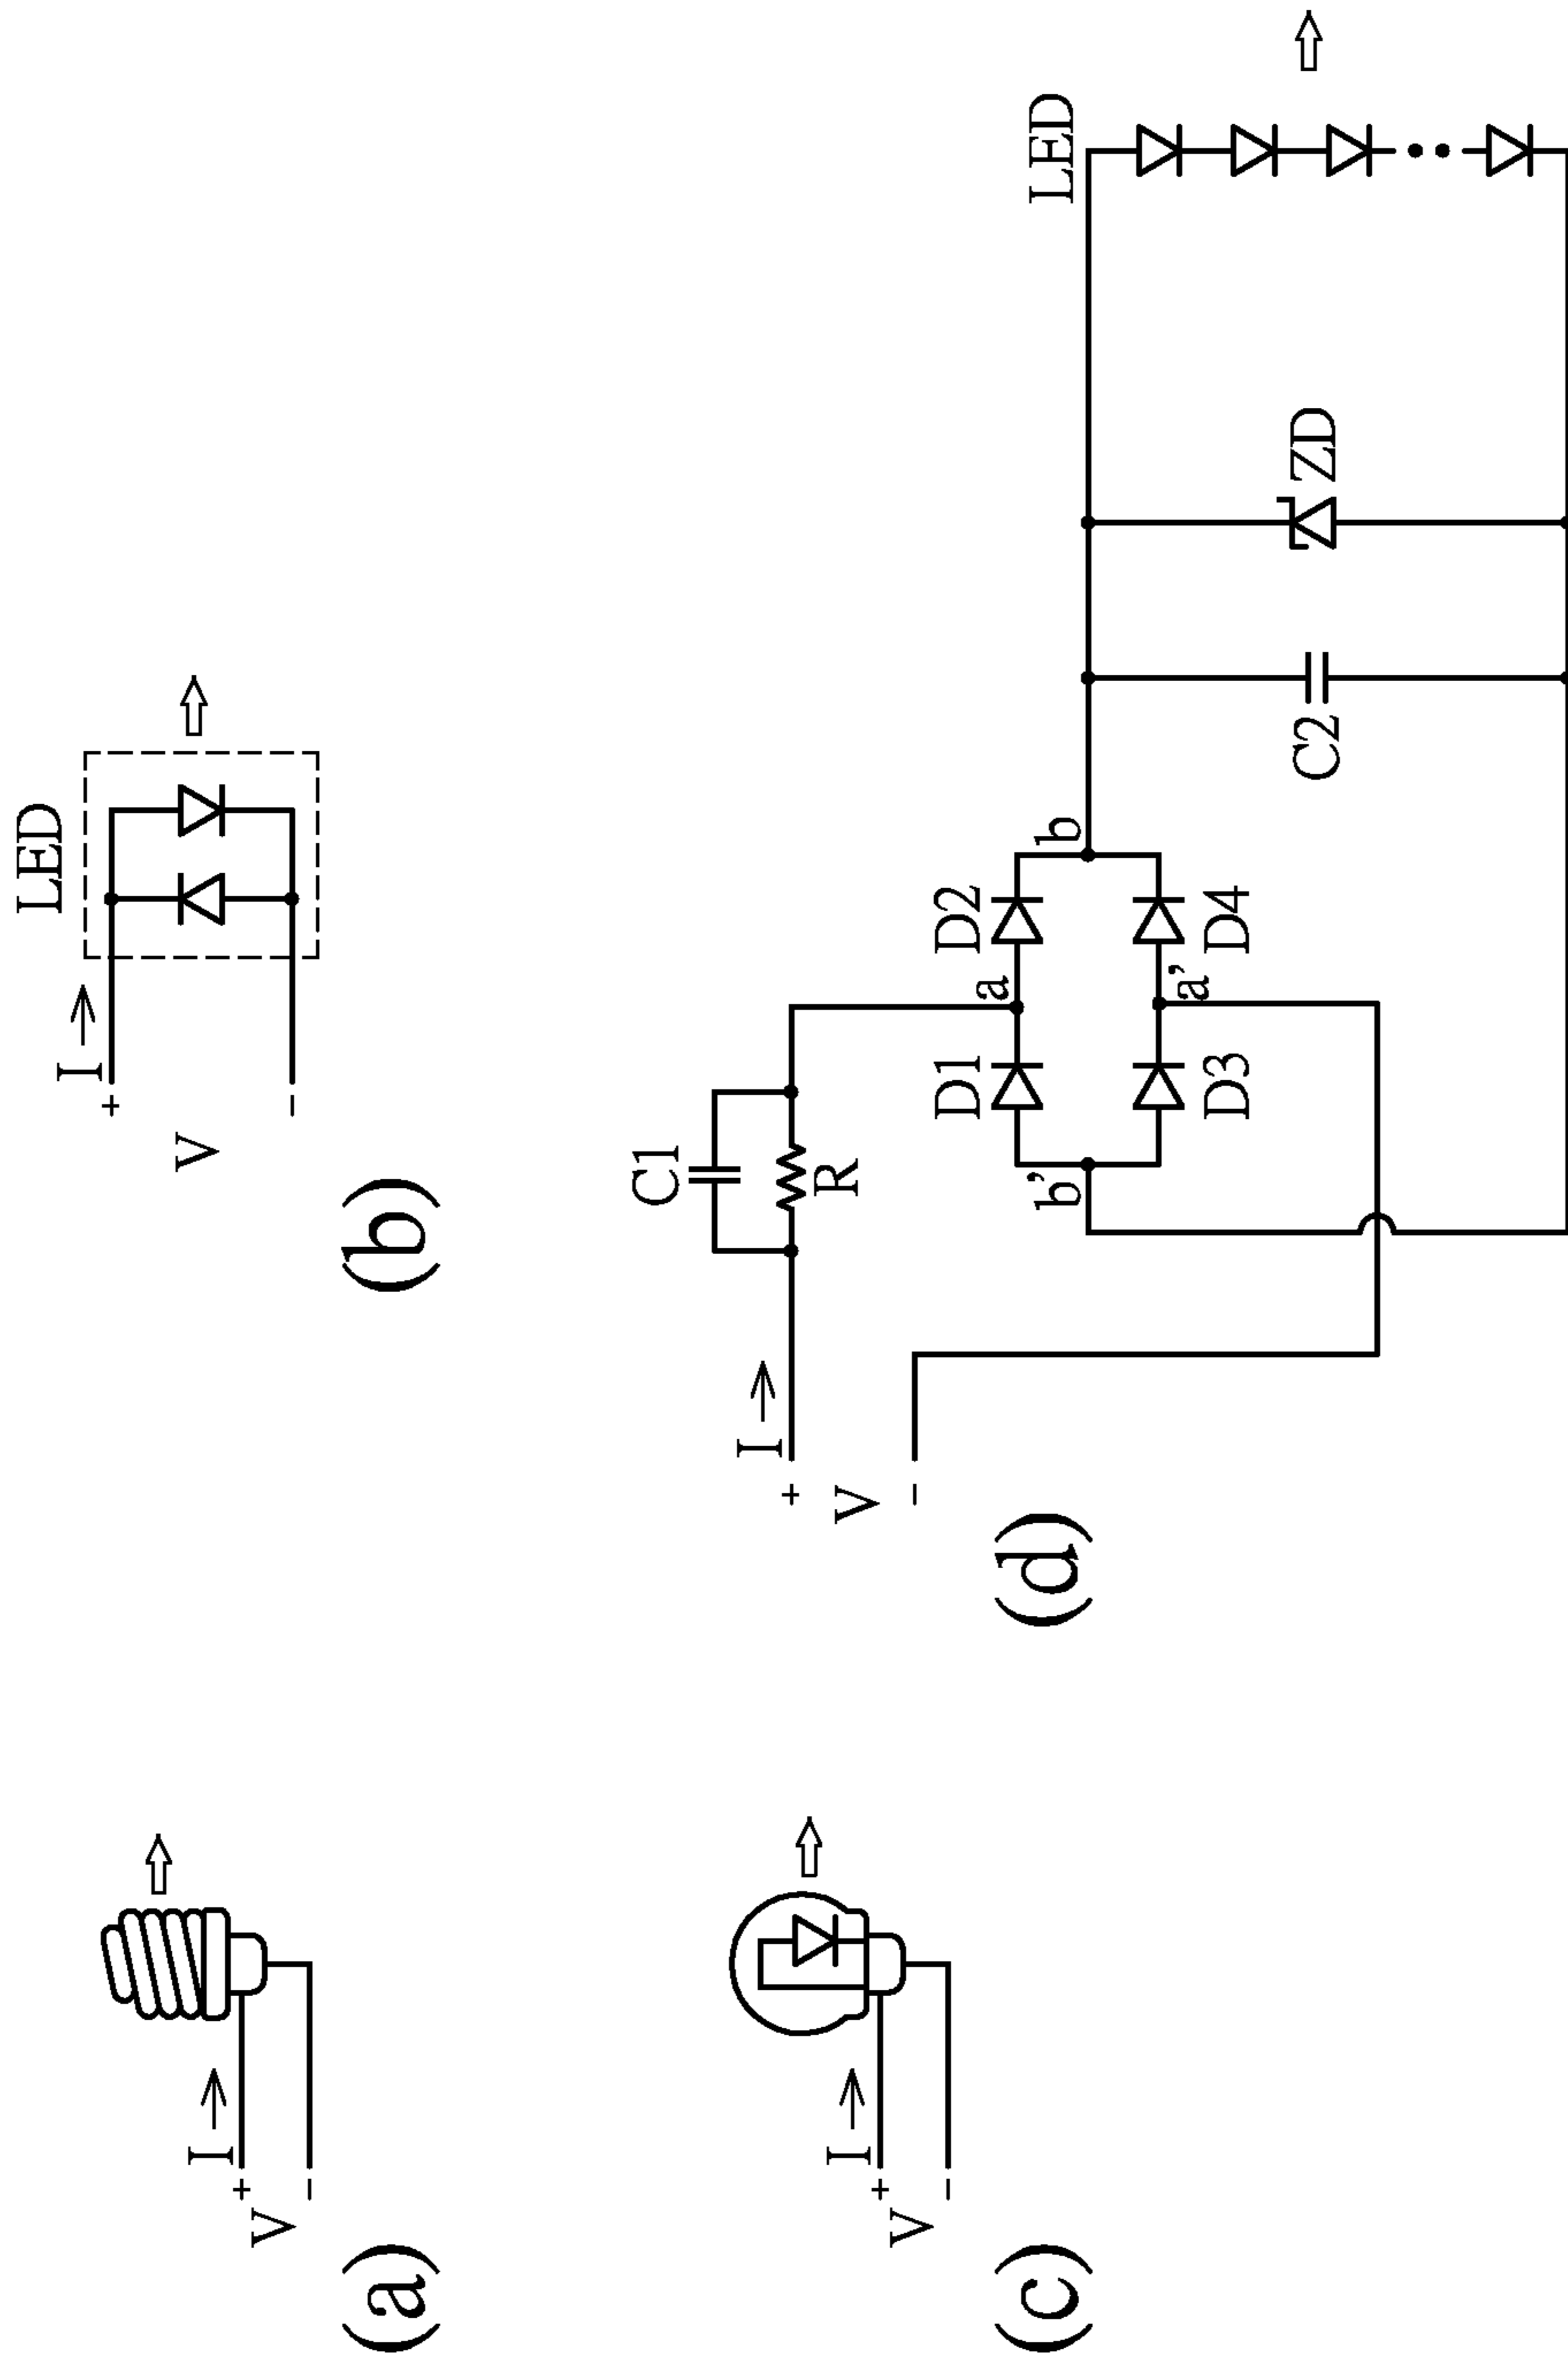 (a)
V
+
-
I
(b)
V
+
-
I
LED
(c)
V
+
-
I
(d)
V
+
-
I
C1
R
D1
D2
D3
D4
a
a'
b
b'
C2
ZD
LED